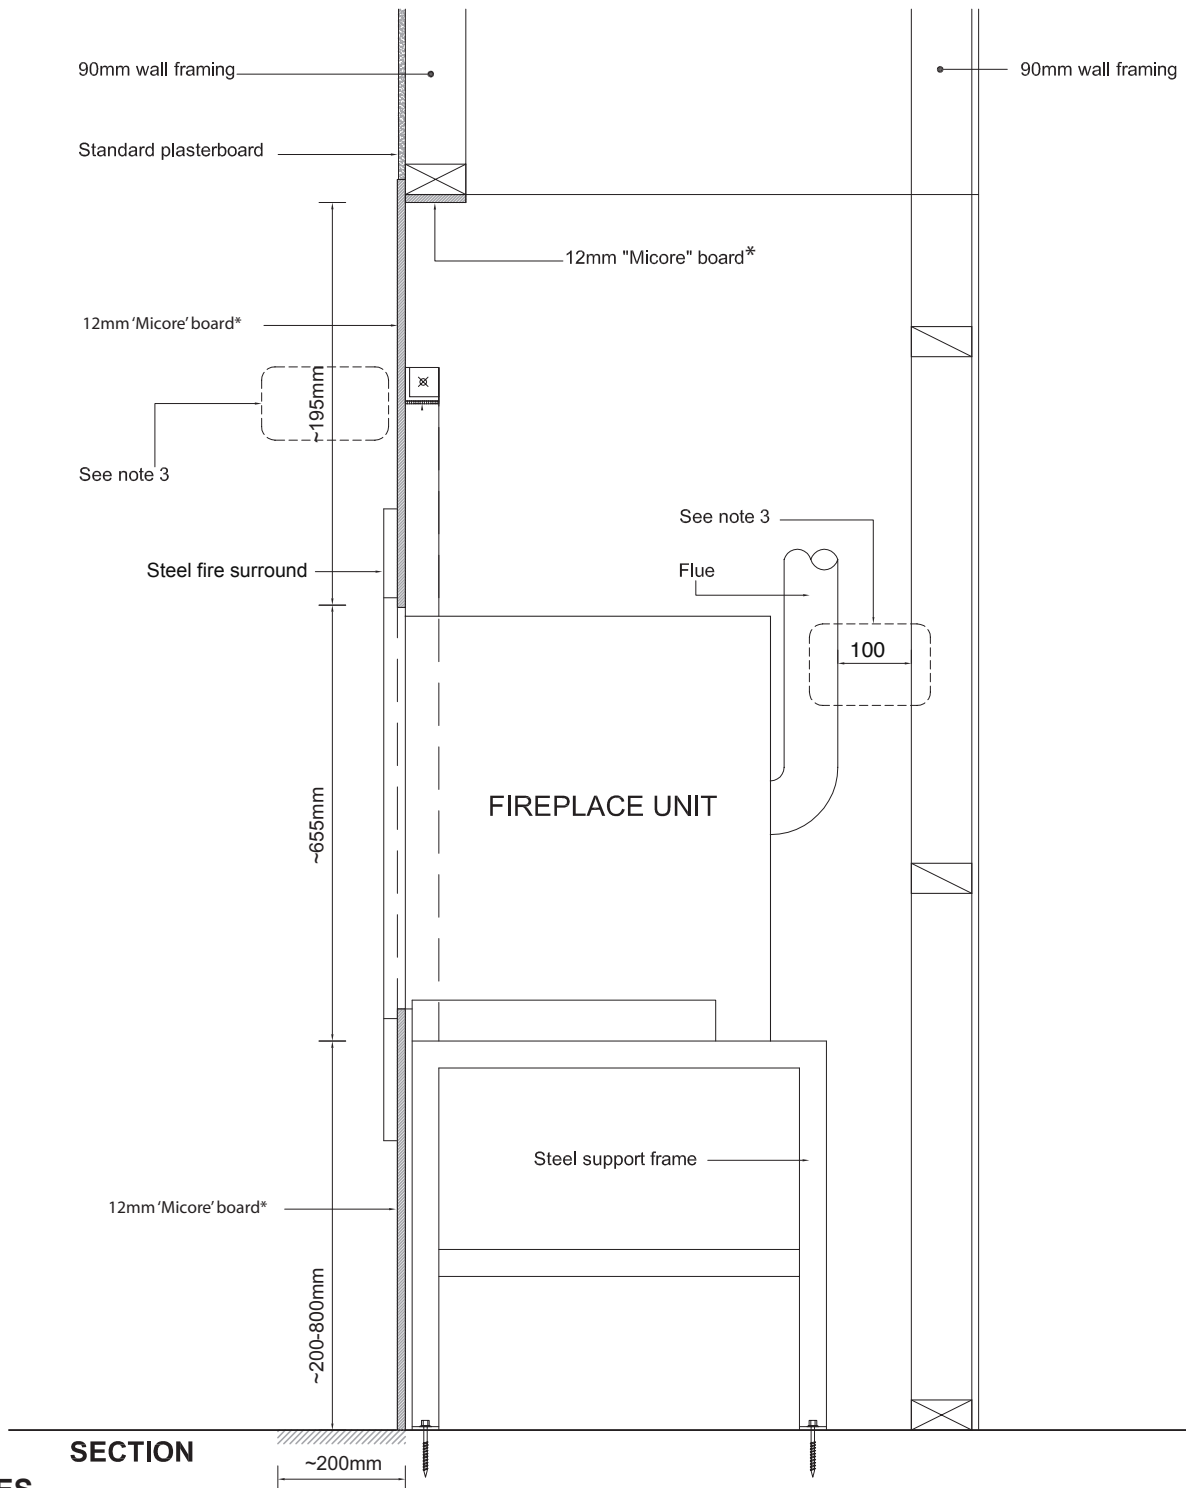 90mm wall framing
90mm wall framing
Standard plasterboard
12mm "Micore" board*
12mm 'Micore' board*
~195mm
See note 3
See note 3
Steel fire surround
Flue
100
FIREPLACE UNIT
~655mm
Steel support frame
12mm 'Micore' board*
~200-800mm
SECTION
~200mm